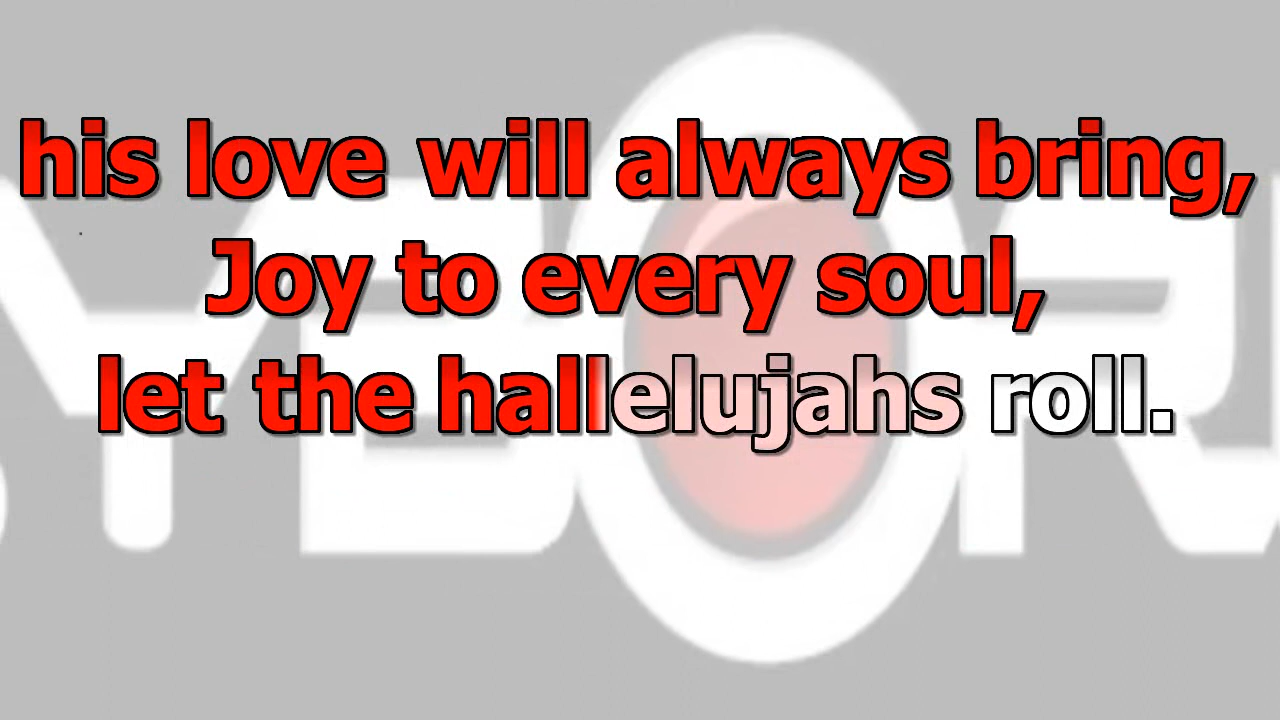 his love will always bring,
Joy to every soul,
let the hallelujahs roll.